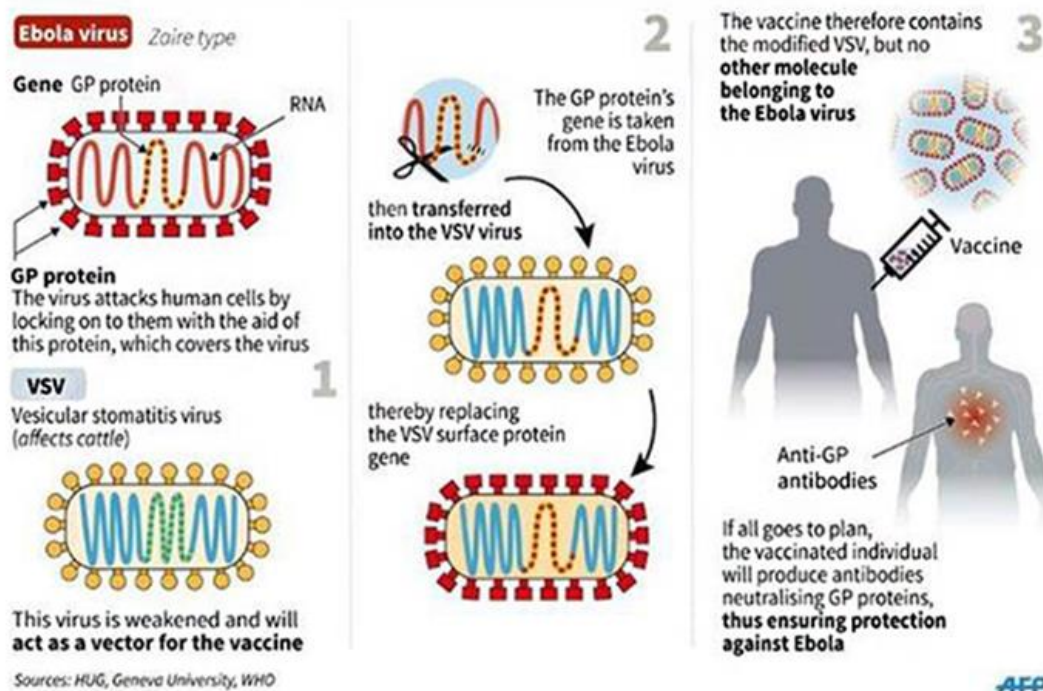 Ebola virus Zaire type
Gene GP protein
RNA
GP protein
The virus attacks human cells by
locking on to them with the aid of
this protein, which covers the virus
VSV
1
Vesicular stomatitis virus
(affects cattle)
This virus is weakened and will
act as a vector for the vaccine
Sources: HUG, Geneva University, WHO
2
The GP protein's
gene is taken
from the Ebola
virus
then transferred
into the VSV virus
thereby replacing
the VSV surface protein
gene
3
The vaccine therefore contains
the modified VSV, but no
other molecule
belonging to
the Ebola virus
Vaccine
Anti-GP
antibodies
If all goes to plan,
the vaccinated individual
will produce antibodies
neutralising GP proteins,
thus ensuring protection
against Ebola
AFP